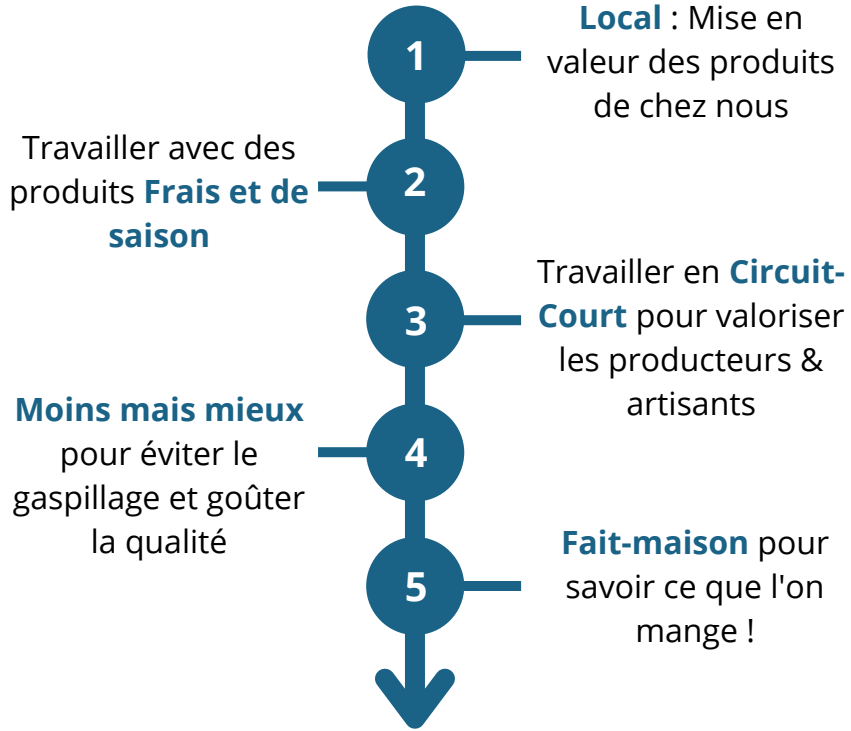 1
Local : Mise en
valeur des produits
de chez nous
2
Travailler avec des
produits Frais et de
saison
3
Travailler en Circuit-
Court pour valoriser
les producteurs &
artisants
4
Moins mais mieux
pour éviter le
gaspillage et goûter
la qualité
5
Fait-maison pour
savoir ce que l'on
mange !